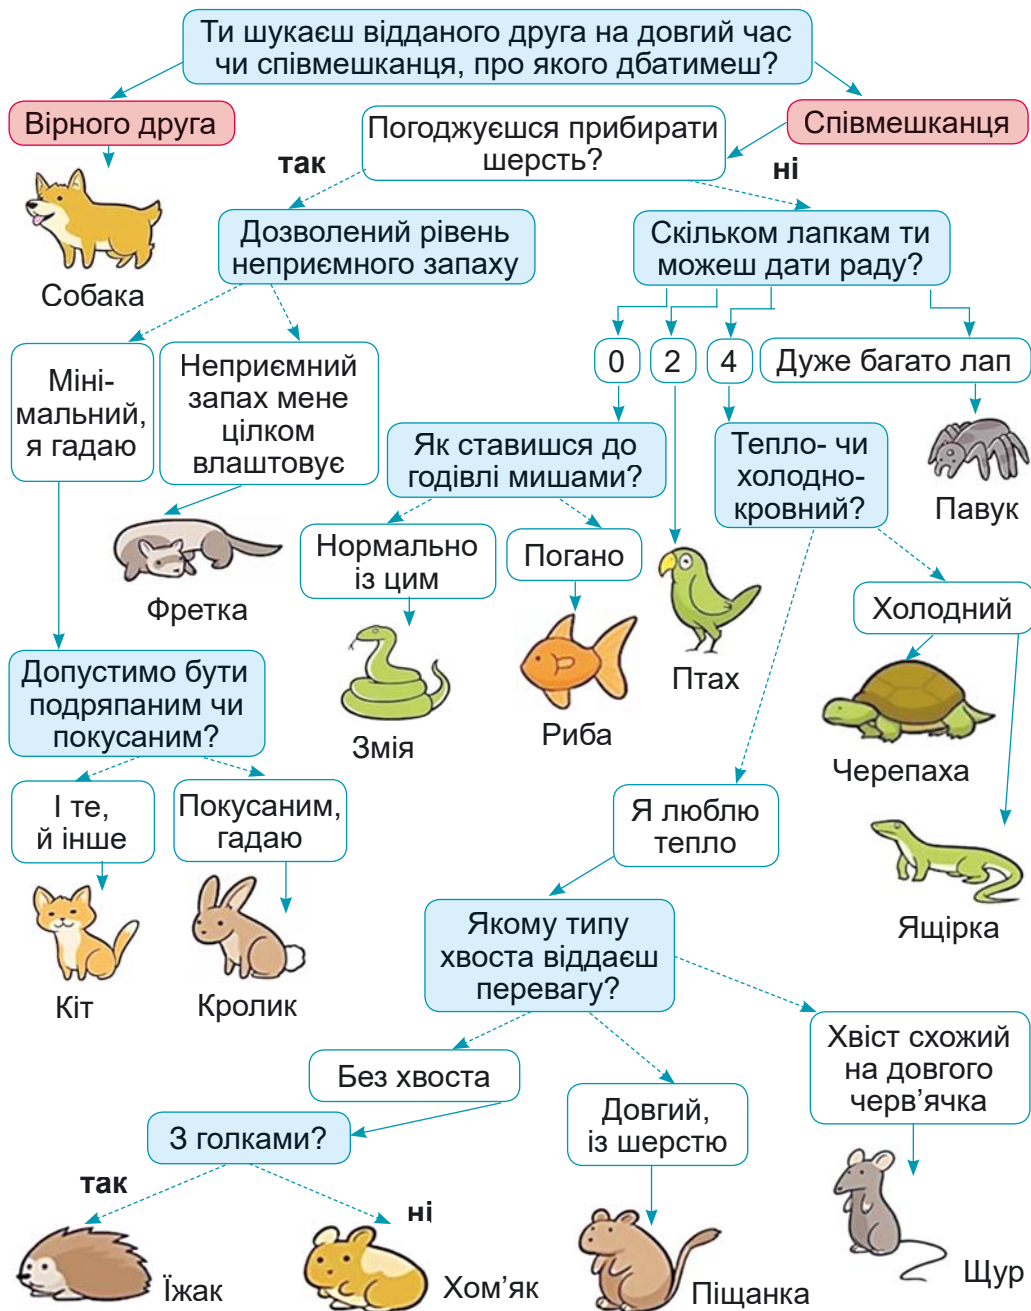 Ти шукаєш відданого друга на довгий час
чи співмешканця, про якого дбатимеш?
Вірного друга
Співмешканця
Погоджуєшся прибирати
шерсть?
так
ні
Собака
Дозволений рівень
неприємного запаху
Скільком лапкам ти
можеш дати раду?
Міні-
мальний,
я гадаю
Неприємний
запах мене
цілком
влаштовує
0
2
4
Дуже багато лап
Як ставишся до
годівлі мишами?
Тепло- чи
холодно-
кровний?
Павук
Фретка
Нормально
із цим
Погано
Птах
Холодний
Змія
Риба
Черепаха
Ящірка
Допустимо бути
подряпаним чи
покусаним?
І те,
й інше
Покусаним,
гадаю
Кіт
Кролик
Я люблю
тепло
Якому типу
хвоста віддаєш
перевагу?
Без хвоста
Довгий,
із шерстю
Хвіст схожий
на довгого
черв’ячка
З голками?
так
ні
Їжак
Хом’як
Піщанка
Щур